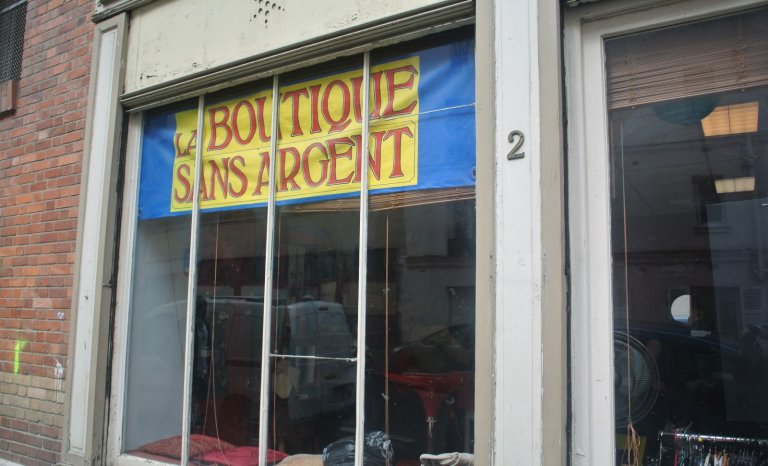 LA BOUTIQUE
SANS ARGENT
2